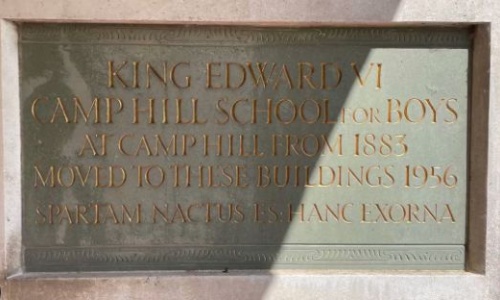 KING EDWARD VI
CAMP HILL SCHOOL FOR BOYS
AT CAMP HILL FROM 1883
MOVED TO THESE BUILDINGS 1956
SPARTAM NACTUS ES HANC EXORNA